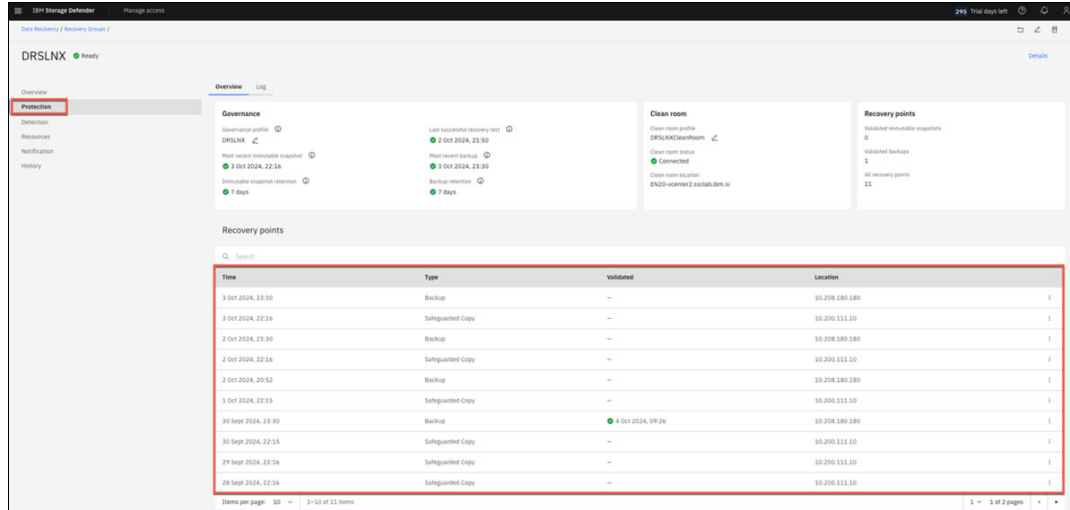 IBM Storage Defender Manage access 295 Trial days left
Data Resiliency / Recovery Groups /
DRSLNX Ready Details
Overview
Protection
Detection
Resources
Notification
History
Overview Log
Governance
Governance profile
DRSLNX
Last successful recovery test
2 Oct 2024, 21:50
Most recent immutable snapshot
3 Oct 2024, 22:16
Most recent backup
3 Oct 2024, 23:30
Immutable snapshot retention
7 days
Backup retention
7 days
Clean room
Clean room profile
DRSLNXCleanRoom
Clean room status
Connected
Clean room location
EN20-vcenter2.ssclab.ibm.si
Recovery points
Validated immutable snapshots
0
Validated backups
1
All recovery points
11
Recovery points
Search
Time Type Validated Location
3 Oct 2024, 23:30 Backup — 10.208.180.180
3 Oct 2024, 22:16 Safeguarded Copy — 10.200.111.10
2 Oct 2024, 23:30 Backup — 10.208.180.180
2 Oct 2024, 22:16 Safeguarded Copy — 10.200.111.10
2 Oct 2024, 20:52 Backup — 10.208.180.180
1 Oct 2024, 22:15 Safeguarded Copy — 10.200.111.10
30 Sept 2024, 23:30 Backup 4 Oct 2024, 09:26 10.208.180.180
30 Sept 2024, 22:15 Safeguarded Copy — 10.200.111.10
29 Sept 2024, 22:16 Safeguarded Copy — 10.200.111.10
28 Sept 2024, 22:16 Safeguarded Copy — 10.200.111.10
Items per page: 10 1–10 of 11 items 1 1 of 2 pages